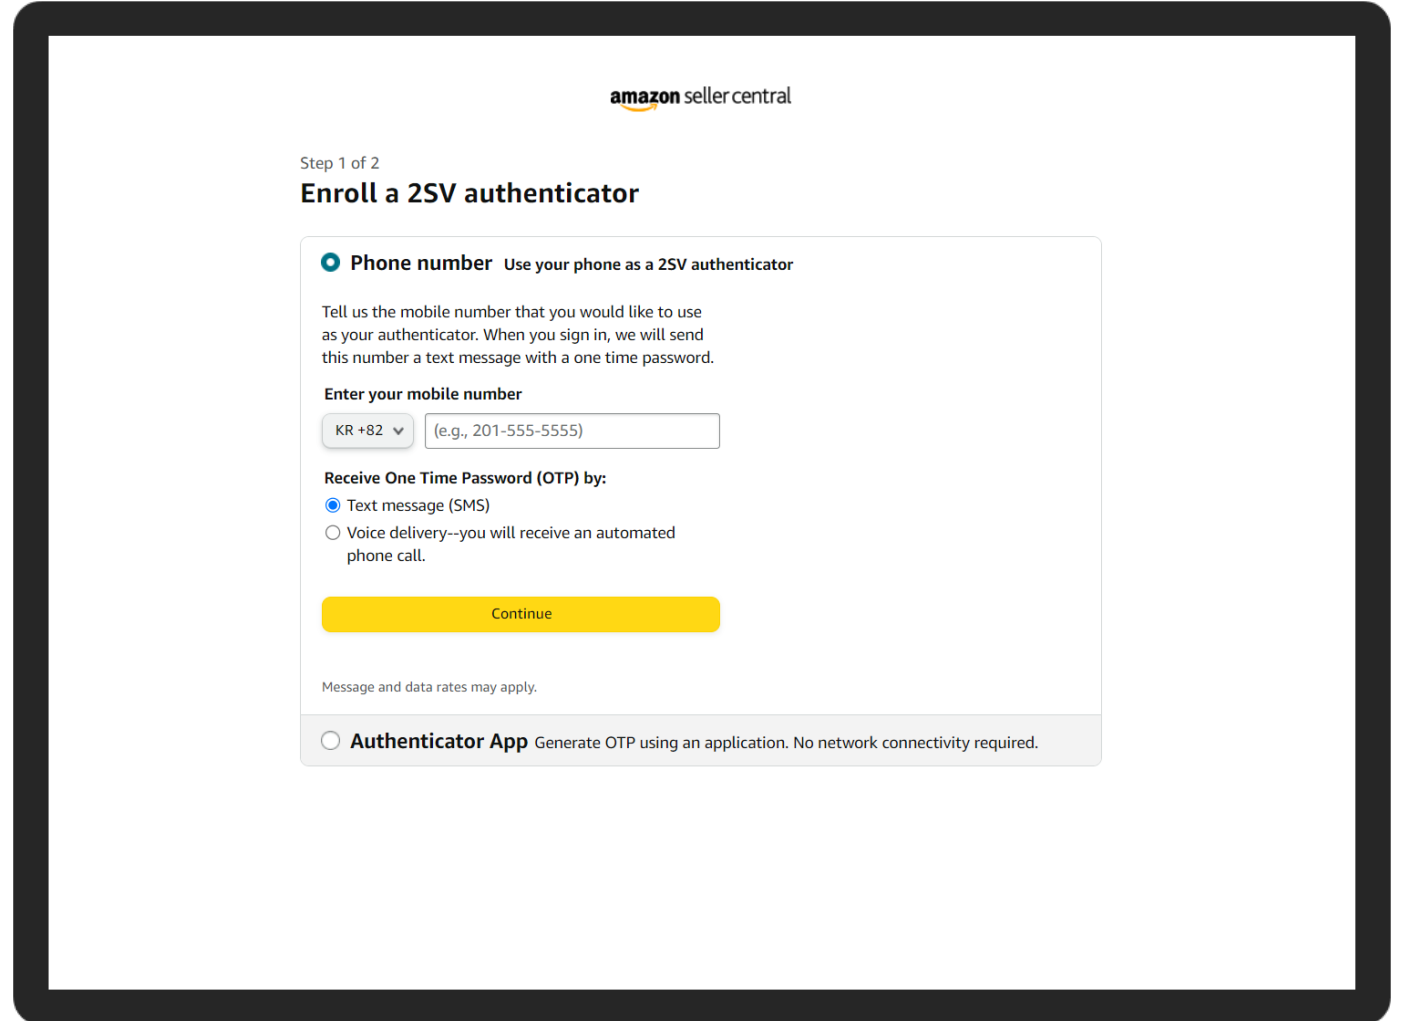 amazon seller central
Step 1 of 2
Enroll a 2SV authenticator
Phone number Use your phone as a 2SV authenticator
Tell us the mobile number that you would like to use
as your authenticator. When you sign in, we will send
this number a text message with a one time password.
Enter your mobile number
KR +82 (e.g., 201-555-5555)
Receive One Time Password (OTP) by:
Text message (SMS)
Voice delivery--you will receive an automated
phone call.
Continue
Message and data rates may apply.
Authenticator App Generate OTP using an application. No network connectivity required.